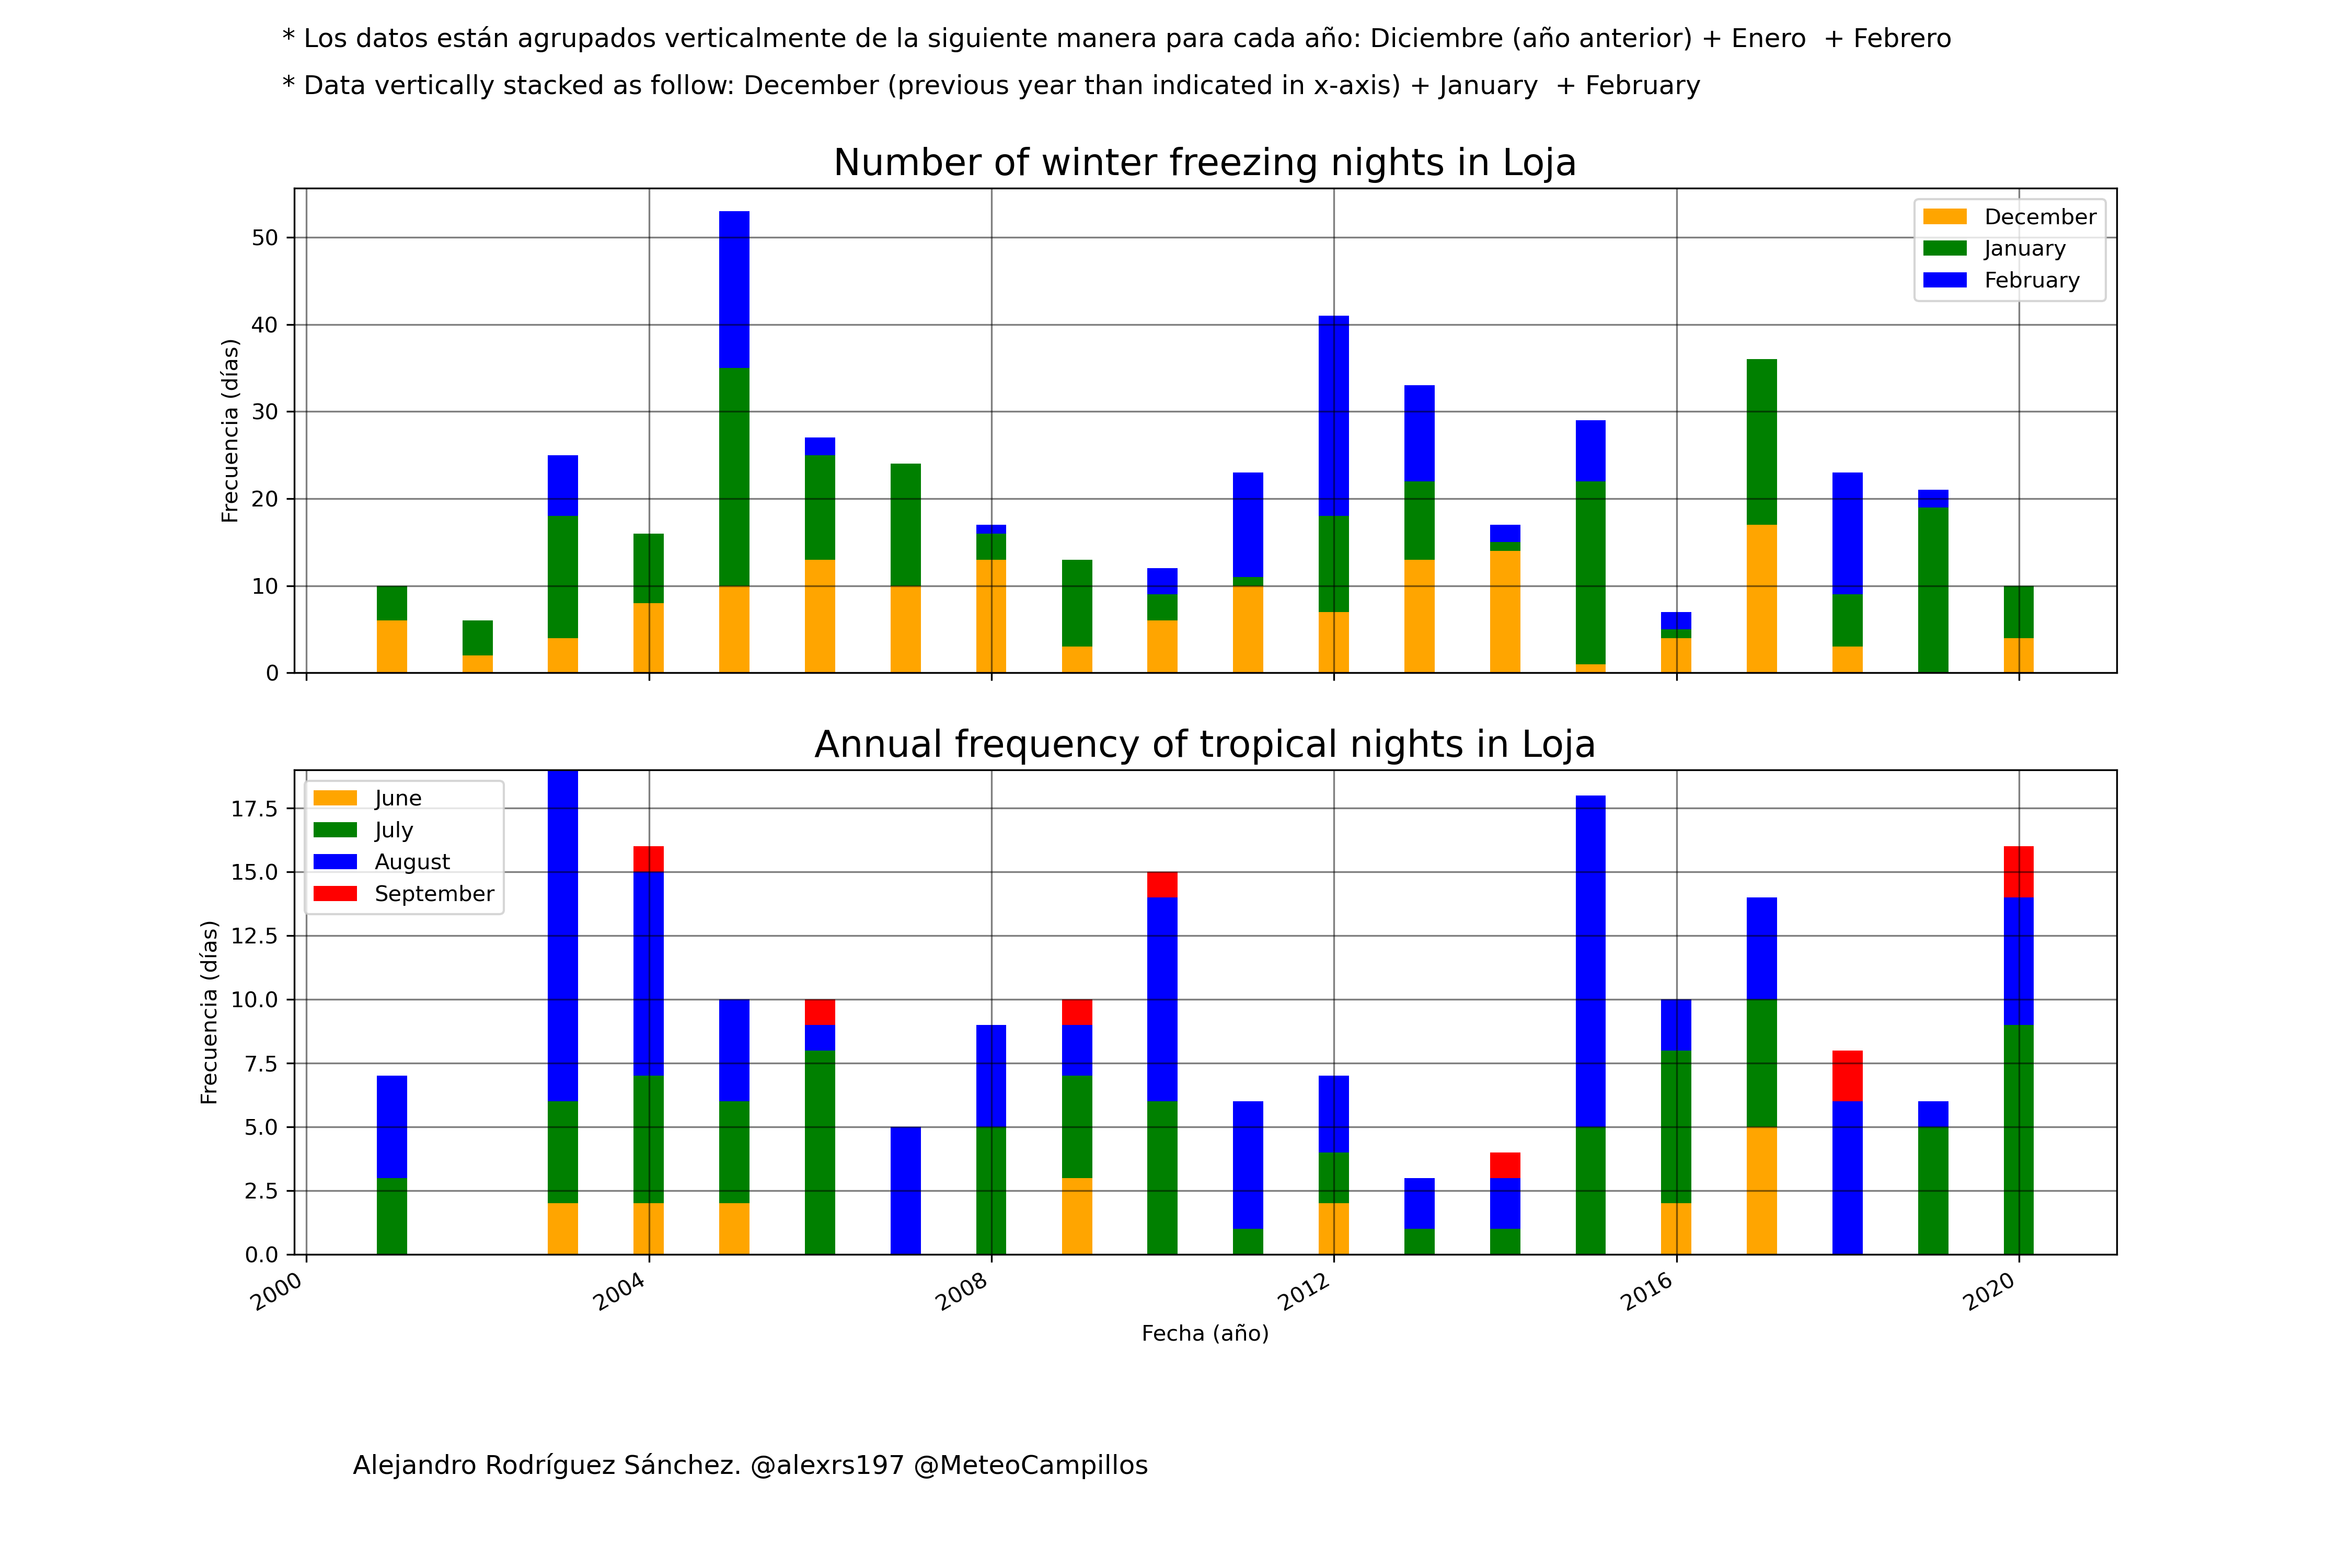 * Los datos están agrupados verticalmente de la siguiente manera para cada año: Diciembre (año anterior) + Enero  + Febrero
* Data vertically stacked as follow: December (previous year than indicated in x-axis) + January  + February
Number of winter freezing nights in Loja
50
40
30
20
10
0
Frecuencia (días)
December
January
February
Annual frequency of tropical nights in Loja
17.5
15.0
12.5
10.0
7.5
5.0
2.5
0.0
Frecuencia (días)
June
July
August
September
2000
2004
2008
2012
2016
2020
Fecha (año)
Alejandro Rodríguez Sánchez. @alexrs197 @MeteoCampillos